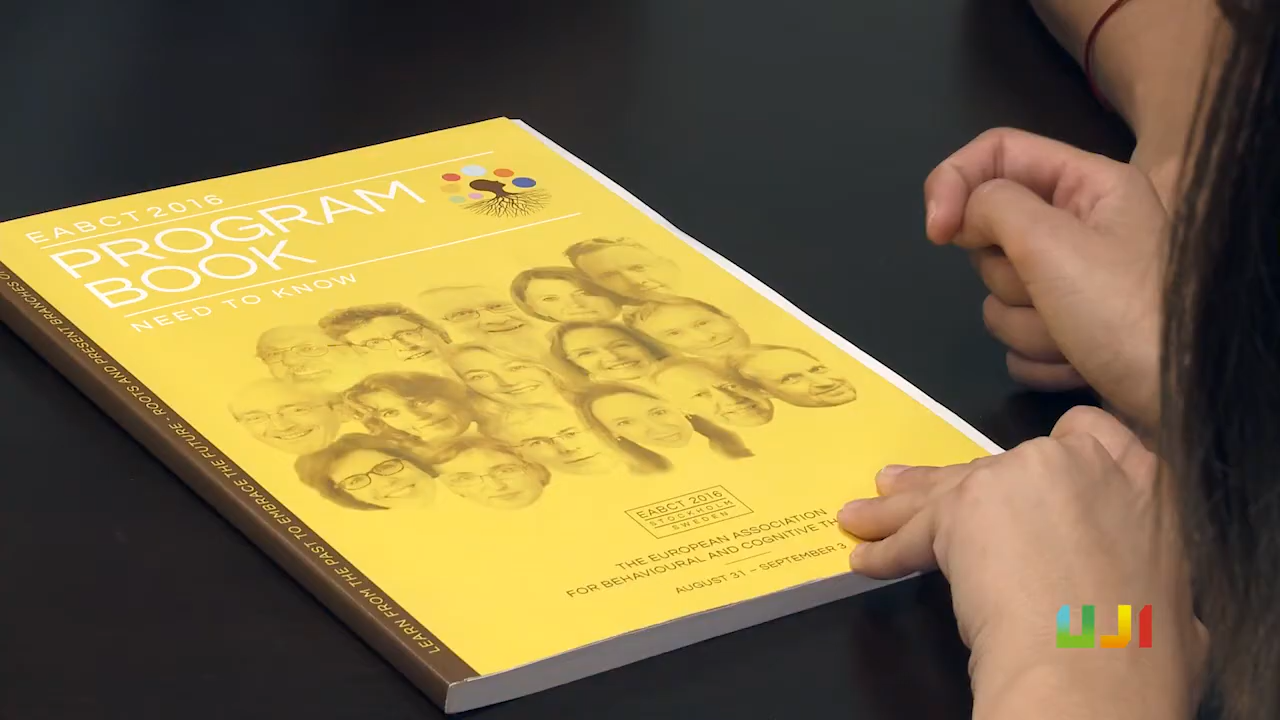 EABCT 2016
PROGRAM
BOOK
NEED TO KNOW
EABCT 2016
STOCKHOLM
SWEDEN
THE EUROPEAN ASSOCIATION
FOR BEHAVIOURAL AND COGNITIVE TH
AUGUST 31 – SEPTEMBER 3
LEARN FROM THE PAST TO EMBRACE THE FUTURE - ROOTS AND PRESENT BRANCHES O
UJI